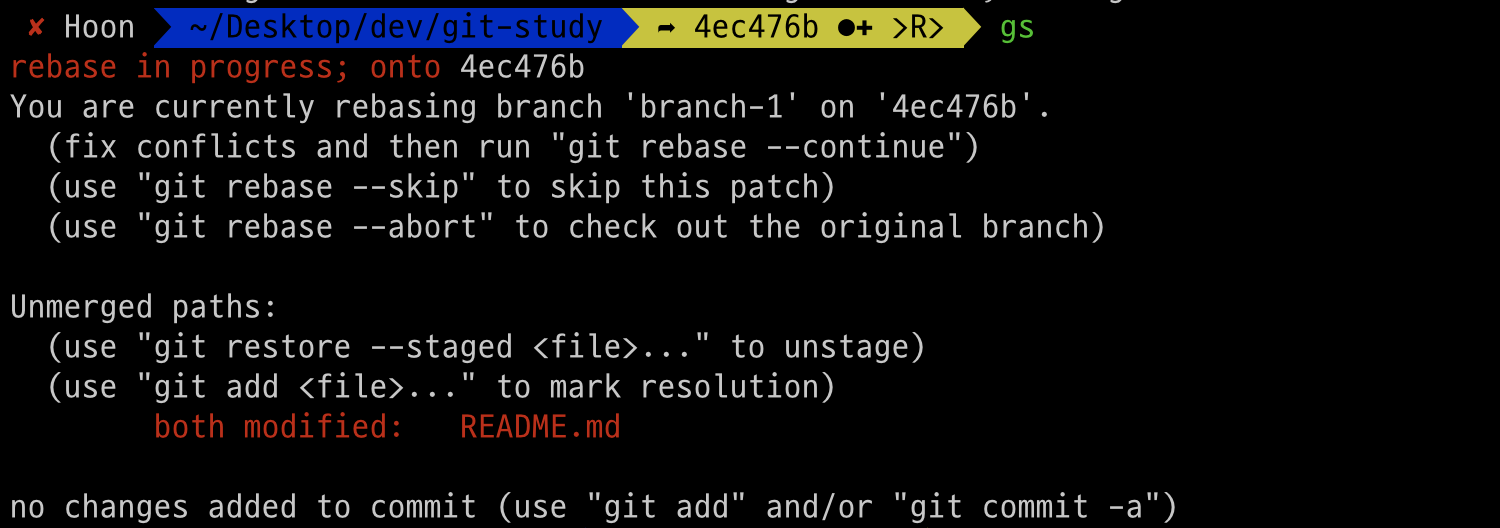 ✘ Hoon ~/Desktop/dev/git-study ➦ 4ec476b ●✚ >R> gs
rebase in progress; onto 4ec476b
You are currently rebasing branch 'branch-1' on '4ec476b'.
  (fix conflicts and then run "git rebase --continue")
  (use "git rebase --skip" to skip this patch)
  (use "git rebase --abort" to check out the original branch)

Unmerged paths:
  (use "git restore --staged <file>..." to unstage)
  (use "git add <file>..." to mark resolution)
        both modified:   README.md

no changes added to commit (use "git add" and/or "git commit -a")